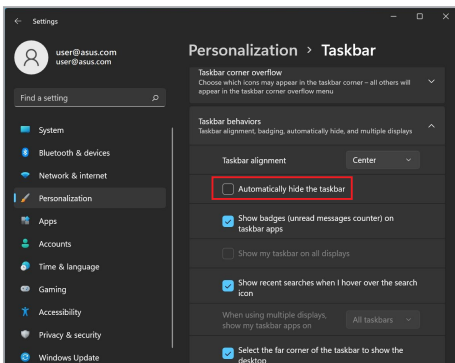 Settings
user@asus.com
user@asus.com
Find a setting
System
Bluetooth & devices
Network & internet
Personalization
Apps
Accounts
Time & language
Gaming
Accessibility
Privacy & security
Windows Update
Personalization > Taskbar
Taskbar corner overflow
Choose which icons may appear in the taskbar corner – all others will
appear in the taskbar corner overflow menu
Taskbar behaviors
Taskbar alignment, badging, automatically hide, and multiple displays
Taskbar alignment
Center
Automatically hide the taskbar
Show badges (unread messages counter) on
taskbar apps
Show my taskbar on all displays
Show recent searches when I hover over the search
icon
When using multiple displays,
show my taskbar apps on
All taskbars
Select the far corner of the taskbar to show the
desktop